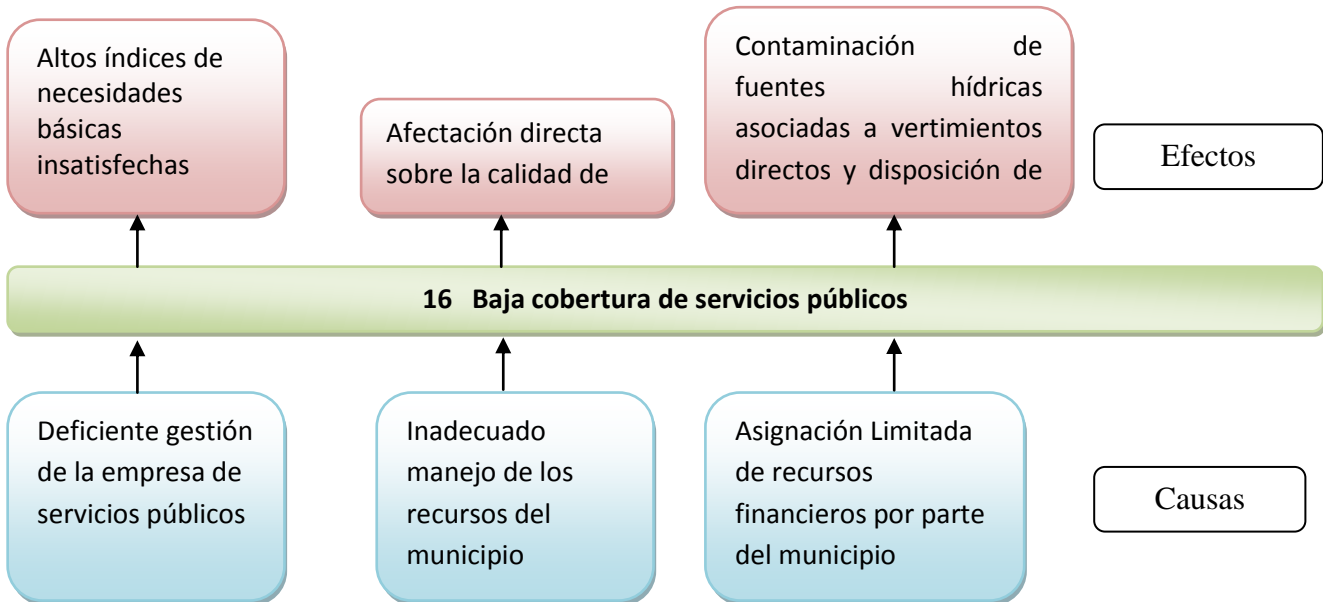 Altos índices de
necesidades
básicas
insatisfechas
Afectación directa
sobre la calidad de
Contaminación de
fuentes hídricas
asociadas a vertimientos
directos y disposición de
Efectos
16 Baja cobertura de servicios públicos
Deficiente gestión
de la empresa de
servicios públicos
Inadecuado
manejo de los
recursos del
municipio
Asignación Limitada
de recursos
financieros por parte
del municipio
Causas